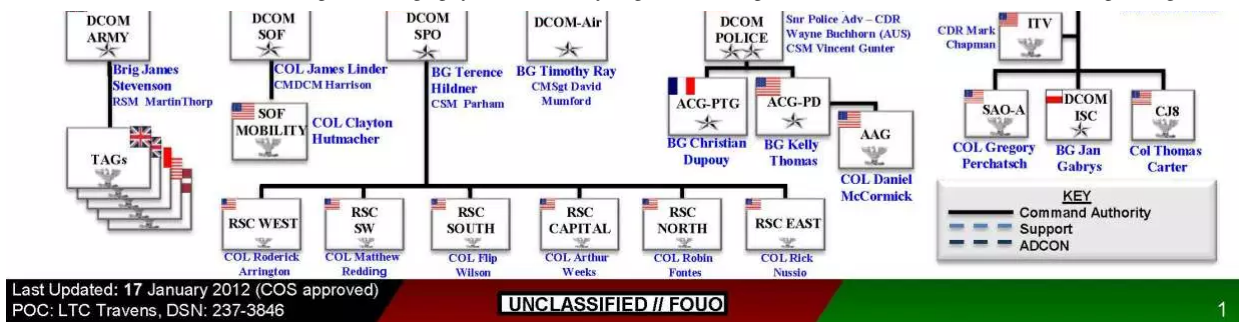 DCOM
ARMY
Brig James
Stevenson
RSM MartinThorp
TAGs
DCOM
SOF
COL James Linder
CMDCM Harrison
SOF
MOBILITY
COL Clayton
Hutmacher
DCOM
SPO
BG Terence
Hildner
CSM Parham
DCOM-Air
BG Timothy Ray
CMSgt David
Mumford
DCOM
POLICE
Snr Police Adv – CDR
Wayne Buchhorn (AUS)
CSM Vincent Gunter
ACG-PTG
BG Christian
Dupouy
ACG-PD
BG Kelly
Thomas
AAG
COL Daniel
McCormick
CDR Mark
Chapman
ITV
SAO-A
COL Gregory
Perchatsch
DCOM
ISC
BG Jan
Gabrys
CJ8
Col Thomas
Carter
RSC WEST
COL Roderick
Arrington
RSC
SW
COL Matthew
Redding
RSC
SOUTH
COL Flip
Wilson
RSC
CAPITAL
COL Arthur
Weeks
RSC
NORTH
COL Robin
Fontes
RSC EAST
COL Rick
Nussio
KEY
Command Authority
Support
ADCON
Last Updated: 17 January 2012 (COS approved)
POC: LTC Travens, DSN: 237-3846
UNCLASSIFIED // FOUO
1